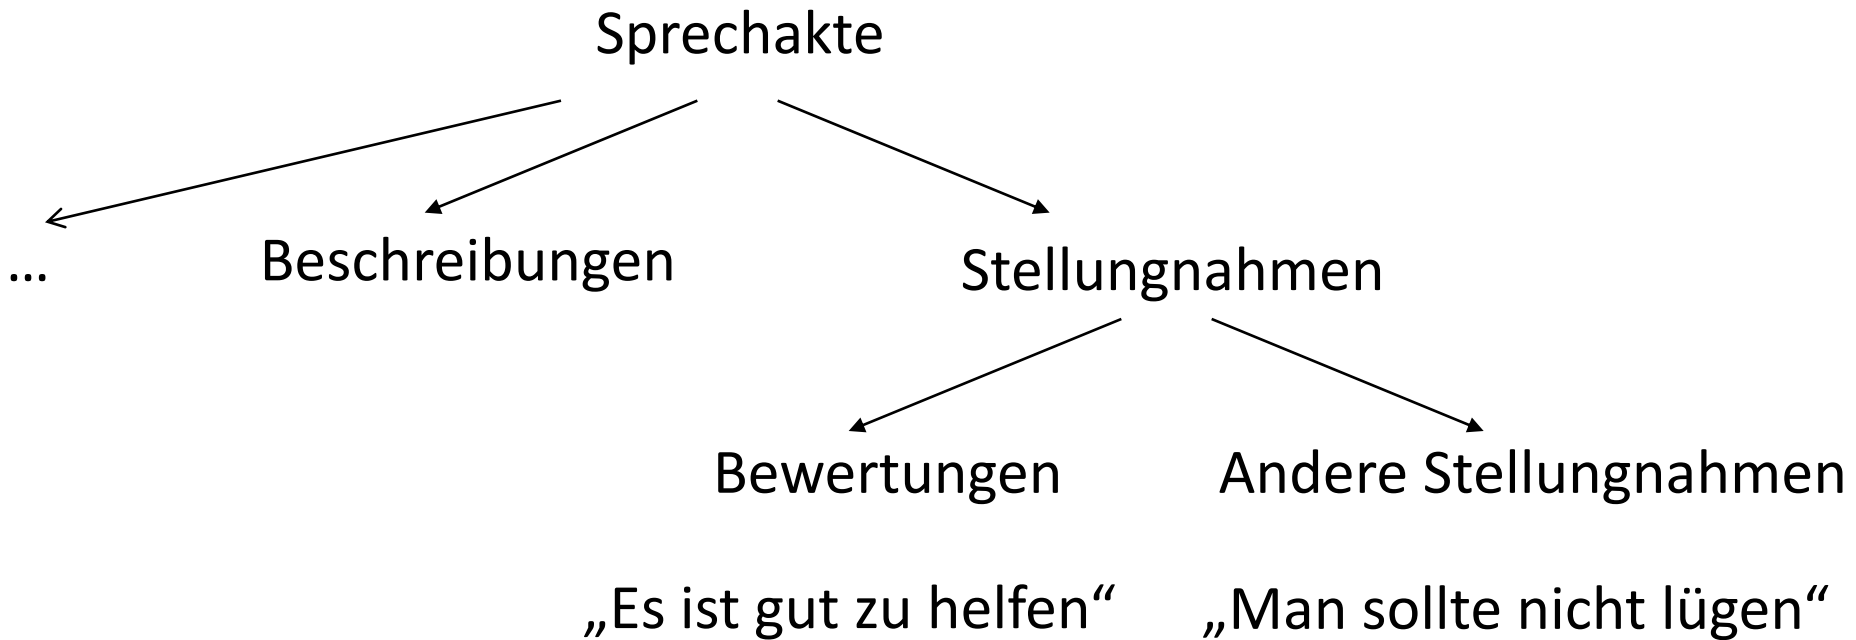 Sprechakte
...
Beschreibungen
Stellungnahmen
Bewertungen
Andere Stellungnahmen
„Es ist gut zu helfen“
„Man sollte nicht lügen“